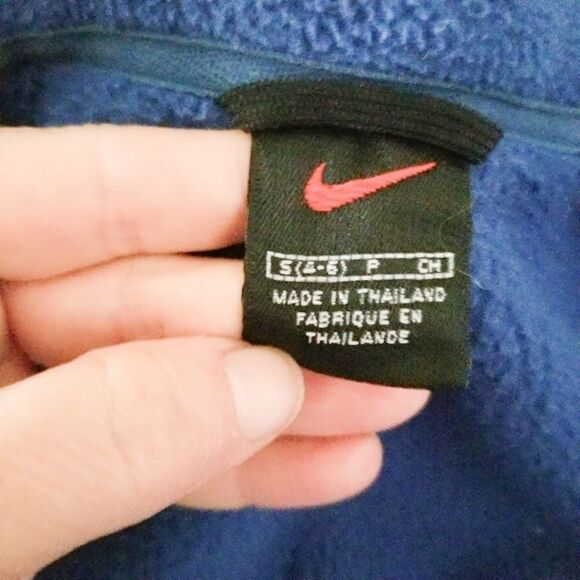 S(4-6) P CH
MADE IN THAILAND
FABRIQUE EN
THAILANDE